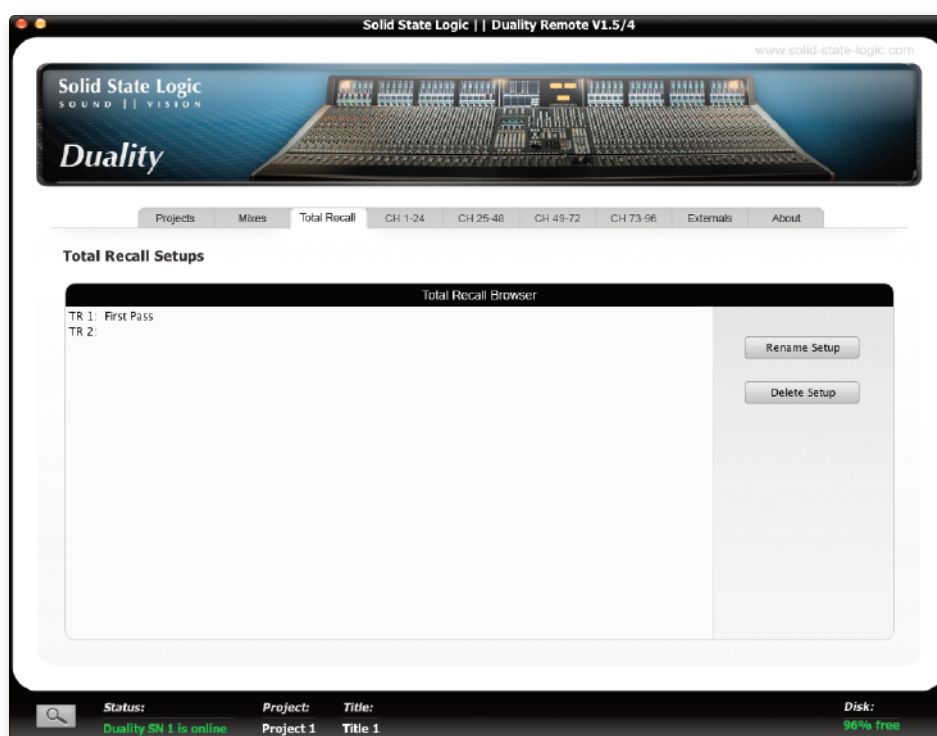 Solid State Logic || Duality Remote V1.5/4
www.solid-state-logic.com
Solid State Logic
SOUND || VISION
Duality
Projects Mixes Total Recall CH 1-24 CH 25-48 CH 49-72 CH 73-96 Externals About
Total Recall Setups
Total Recall Browser
TR 1: First Pass
TR 2:
Rename Setup
Delete Setup
Status: Project: Title: Disk:
Duality SN 1 is online Project 1 Title 1 96% free